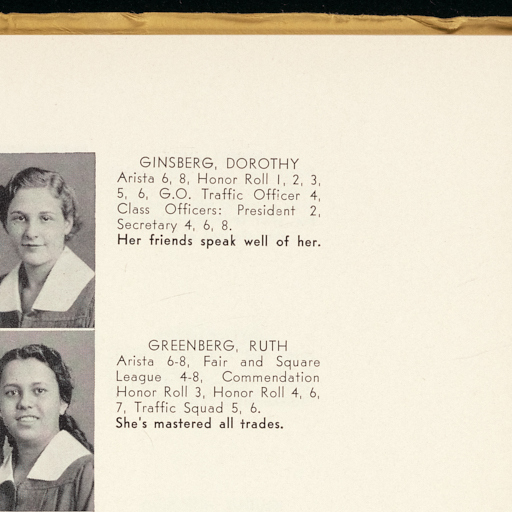 GINSBERG, DOROTHY
Arista 6, 8, Honor Roll 1, 2, 3,
5, 6, G.O. Traffic Officer 4,
Class Officers: President 2,
Secretary 4, 6, 8.
Her friends speak well of her.
GREENBERG, RUTH
Arista 6-8, Fair and Square
League 4-8, Commendation
Honor Roll 3, Honor Roll 4, 6,
7, Traffic Squad 5, 6.
She's mastered all trades.